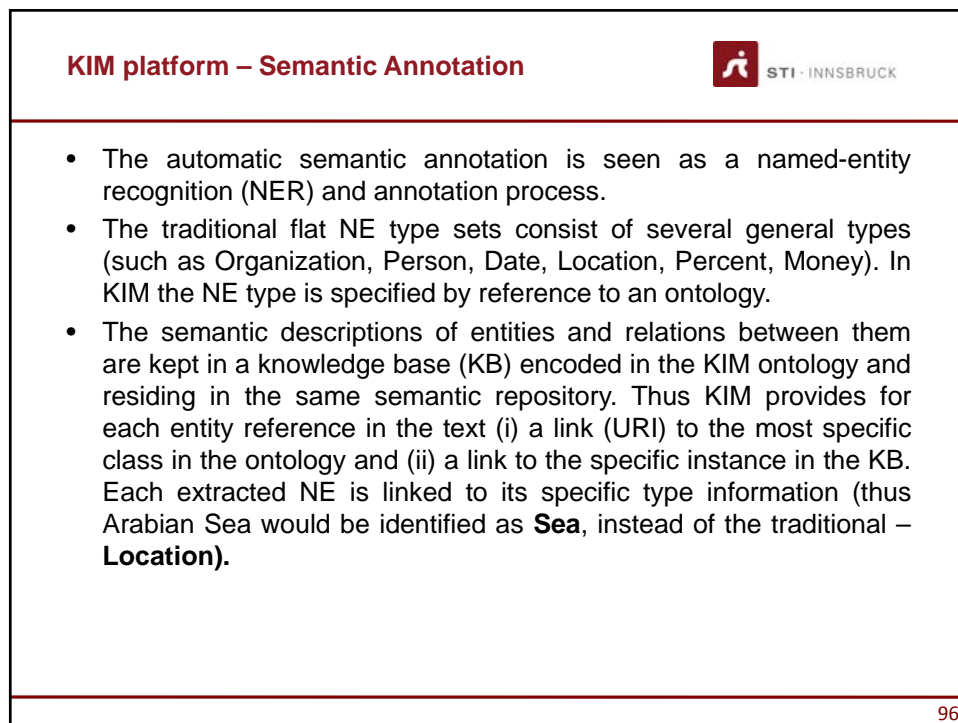 KIM platform – Semantic Annotation
STI · INNSBRUCK
• The automatic semantic annotation is seen as a named-entity
recognition (NER) and annotation process.
• The traditional flat NE type sets consist of several general types
(such as Organization, Person, Date, Location, Percent, Money). In
KIM the NE type is specified by reference to an ontology.
• The semantic descriptions of entities and relations between them
are kept in a knowledge base (KB) encoded in the KIM ontology and
residing in the same semantic repository. Thus KIM provides for
each entity reference in the text (i) a link (URI) to the most specific
class in the ontology and (ii) a link to the specific instance in the KB.
Each extracted NE is linked to its specific type information (thus
Arabian Sea would be identified as Sea, instead of the traditional –
Location).
96